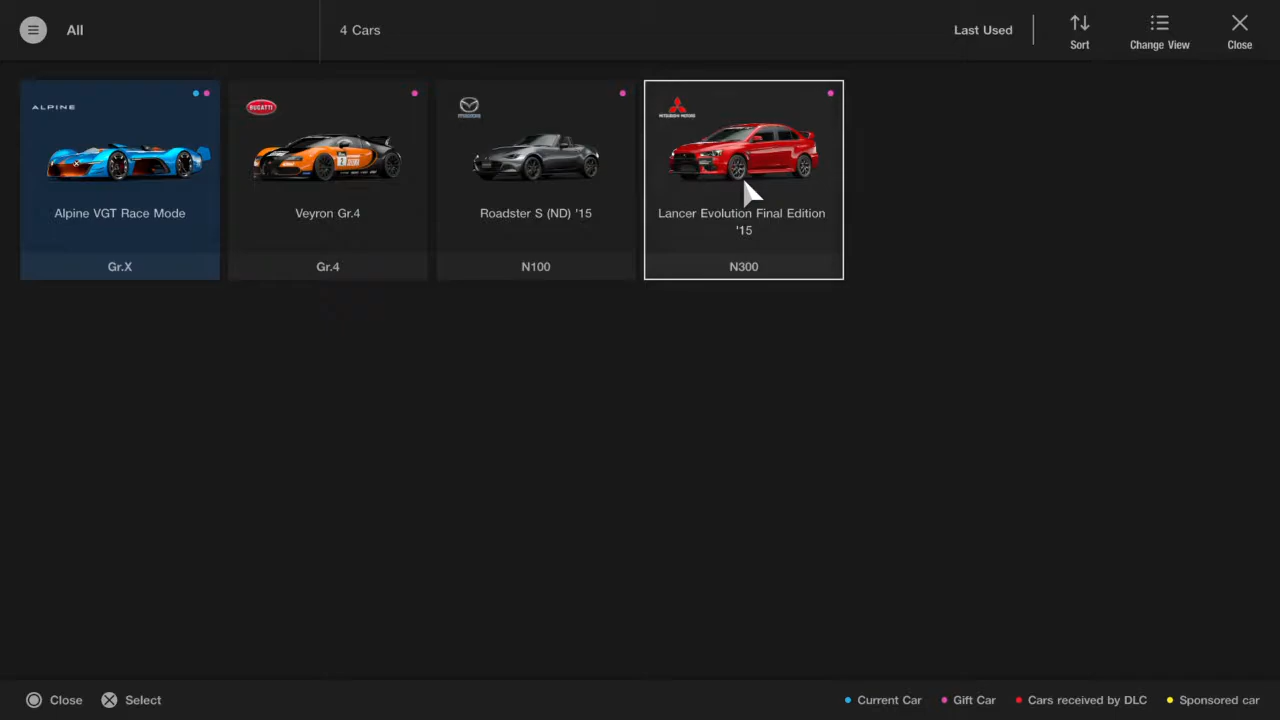 All
4 Cars
Last Used
Sort
Change View
Close
ALPINE
Alpine VGT Race Mode
Gr.X
BUGATTI
Veyron Gr.4
Gr.4
Roadster S (ND) '15
N100
MITSUBISHI MOTORS
Lancer Evolution Final Edition
'15
N300
Close
Select
Current Car
Gift Car
Cars received by DLC
Sponsored car